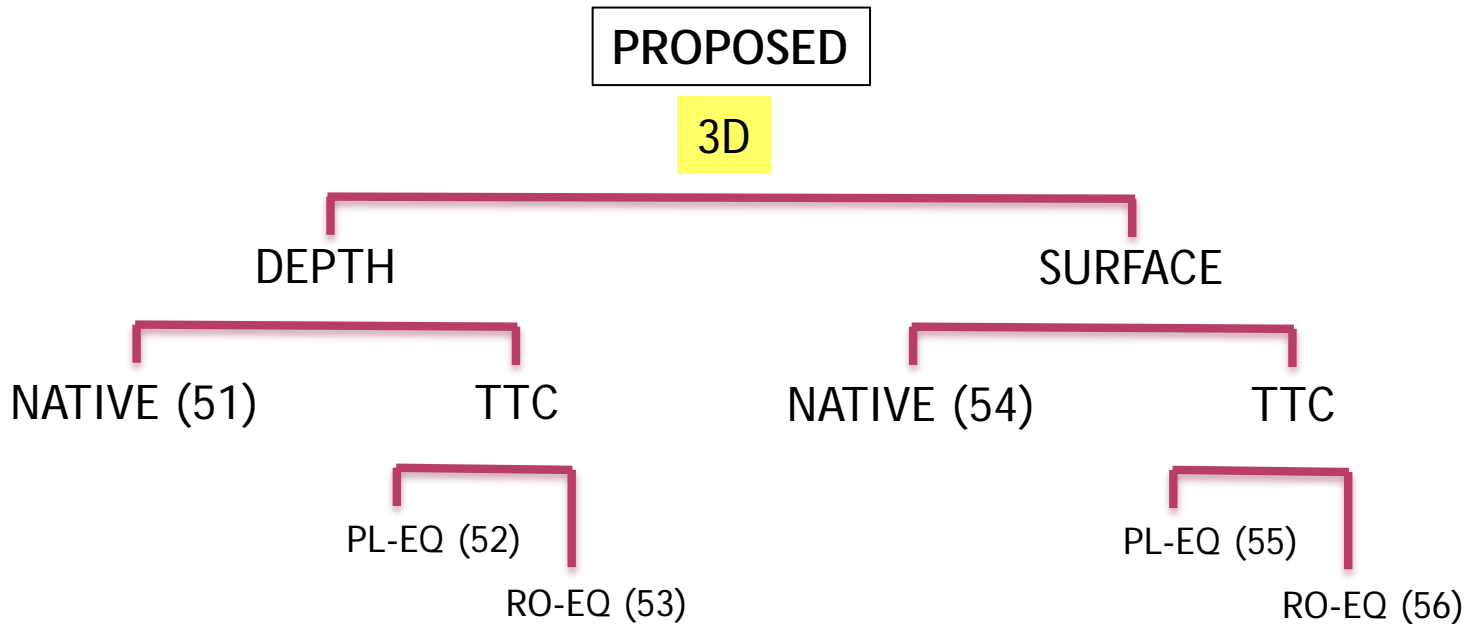 PROPOSED
3D
DEPTH
SURFACE
NATIVE (51)
TTC
NATIVE (54)
TTC
PL-EQ (52)
PL-EQ (55)
RO-EQ (53)
RO-EQ (56)